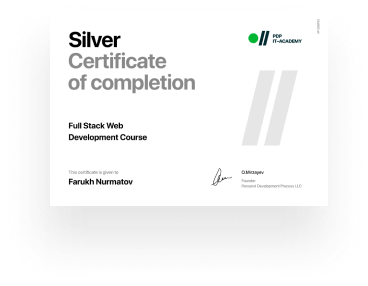 Silver
Certificate
of completion
PDP
IT-ACADEMY
Full Stack Web
Development Course
This certificate is given to
Farukh Nurmatov
O.Mirzayev
Founder
Personal Development Process LLC